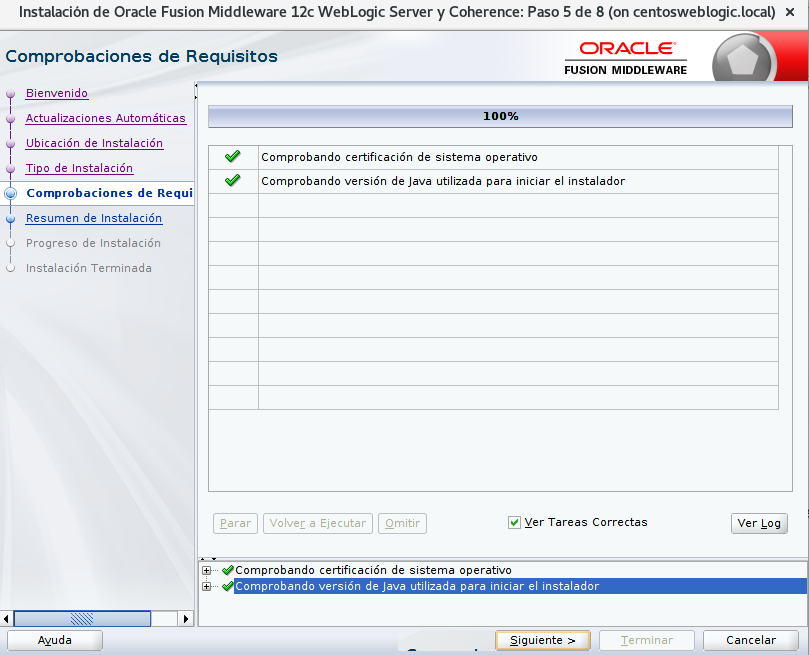 Instalación de Oracle Fusion Middleware 12c WebLogic Server y Coherence: Paso 5 de 8 (on centosweblogic.local) ×
Comprobaciones de Requisitos
ORACLE®
FUSION MIDDLEWARE
Bienvenido
Actualizaciones Automáticas
Ubicación de Instalación
Tipo de Instalación
Comprobaciones de Requi
Resumen de Instalación
Progreso de Instalación
Instalación Terminada
100%
Comprobando certificación de sistema operativo
Comprobando versión de Java utilizada para iniciar el instalador
Parar Volver a Ejecutar Omitir Ver Tareas Correctas Ver Log
Comprobando certificación de sistema operativo
Comprobando versión de Java utilizada para iniciar el instalador
Ayuda Siguiente > Terminar Cancelar